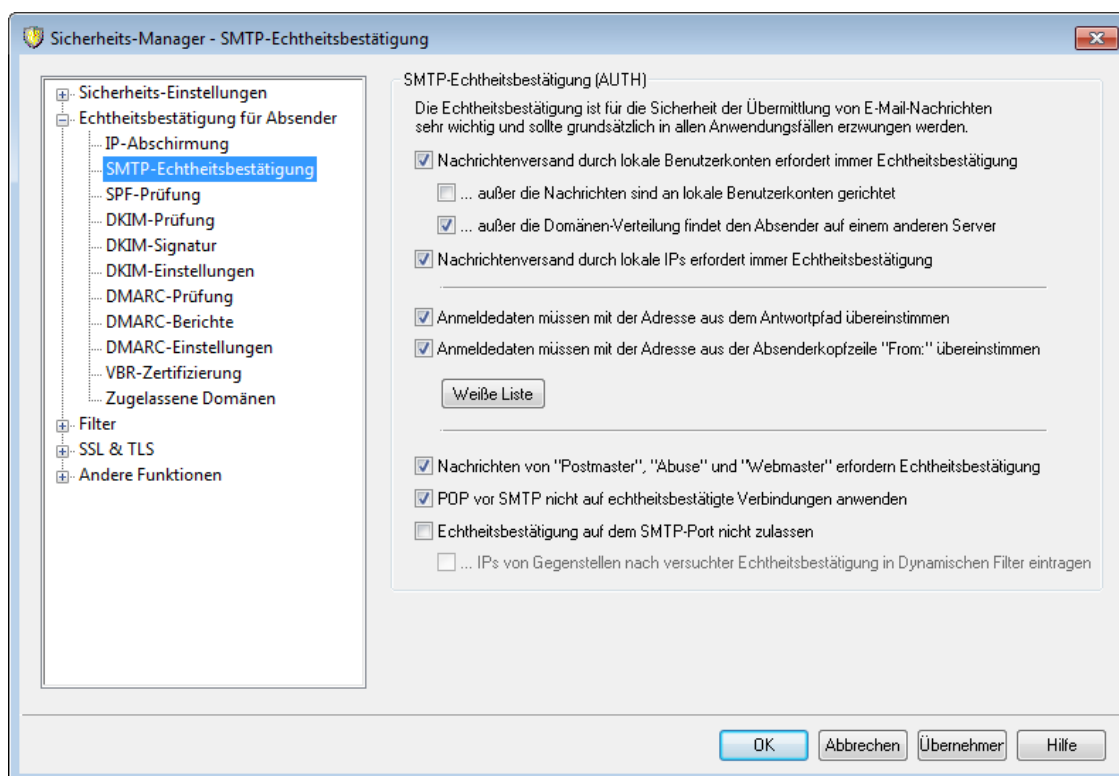 Sicherheits-Manager - SMTP-Echtheitsbestätigung
Sicherheits-Einstellungen
Echtheitsbestätigung für Absender
IP-Abschirmung
SMTP-Echtheitsbestätigung
SPF-Prüfung
DKIM-Prüfung
DKIM-Signatur
DKIM-Einstellungen
DMARC-Prüfung
DMARC-Berichte
DMARC-Einstellungen
VBR-Zertifizierung
Zugelassene Domänen
Filter
SSL & TLS
Andere Funktionen
SMTP-Echtheitsbestätigung (AUTH)
Die Echtheitsbestätigung ist für die Sicherheit der Übermittlung von E-Mail-Nachrichten
sehr wichtig und sollte grundsätzlich in allen Anwendungsfällen erzwungen werden.
Nachrichtenversand durch lokale Benutzerkonten erfordert immer Echtheitsbestätigung
... außer die Nachrichten sind an lokale Benutzerkonten gerichtet
... außer die Domänen-Verteilung findet den Absender auf einem anderen Server
Nachrichtenversand durch lokale IPs erfordert immer Echtheitsbestätigung
Anmeldedaten müssen mit der Adresse aus dem Antwortpfad übereinstimmen
Anmeldedaten müssen mit der Adresse aus der Absenderkopfzeile "From:" übereinstimmen
Weiße Liste
Nachrichten von "Postmaster", "Abuse" und "Webmaster" erfordern Echtheitsbestätigung
POP vor SMTP nicht auf echtheitsbestätigte Verbindungen anwenden
Echtheitsbestätigung auf dem SMTP-Port nicht zulassen
... IPs von Gegenstellen nach versuchter Echtheitsbestätigung in Dynamischen Filter eintragen
OK
Abbrechen
Übernehmer
Hilfe